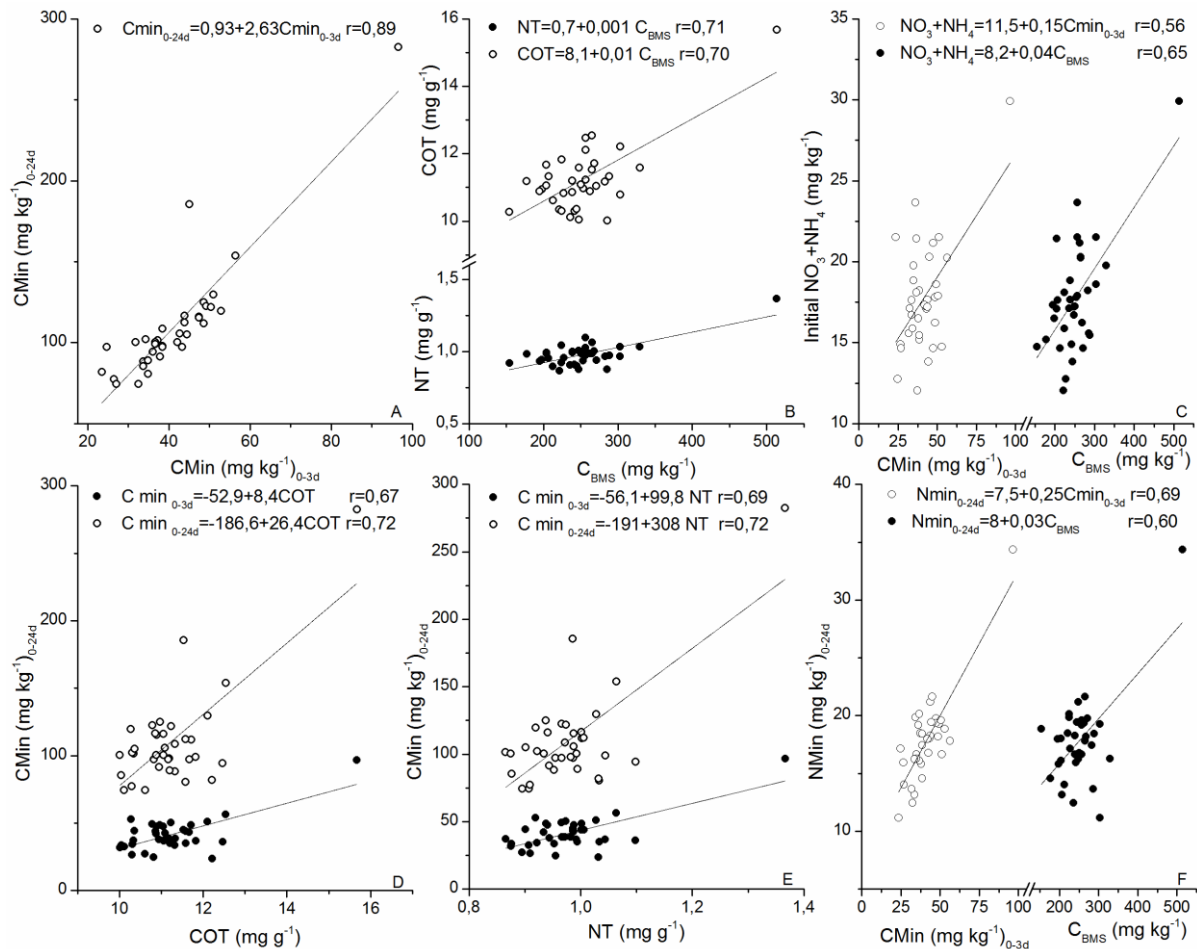 Cmin0-24d=0,93+2,63Cmin0-3d r=0,89
CMin (mg kg-1)0-24d
300
200
100
20 40 60 80 100
CMin (mg kg-1)0-3d
A
NT=0,7+0,001 CBMS r=0,71
COT=8,1+0,01 CBMS r=0,70
COT (mg g-1)
16
14
12
10
NT (mg g-1)
1,5
1,0
0,5
100 200 300 400 500
CBMS (mg kg-1)
B
NO3+NH4=11,5+0,15Cmin0-3d r=0,56
NO3+NH4=8,2+0,04CBMS r=0,65
Initial NO3+NH4 (mg kg-1)
35
30
25
20
15
10
0 25 50 75 100 200 300 400 500
CMin (mg kg-1)0-3d CBMS (mg kg-1)
C
C min0-3d=-52,9+8,4COT r=0,67
C min0-24d=-186,6+26,4COT r=0,72
CMin (mg kg-1)0-24d
300
200
100
0
10 12 14 16
COT (mg g-1)
D
C min0-3d=-56,1+99,8 NT r=0,69
C min0-24d=-191+308 NT r=0,72
CMin (mg kg-1)0-24d
300
250
200
150
100
50
0
0,8 1,0 1,2 1,4
NT (mg g-1)
E
Nmin0-24d=7,5+0,25Cmin0-3d r=0,69
Nmin0-24d=8+0,03CBMS r=0,60
NMin (mg kg-1)0-24d
40
30
20
10
0 25 50 75 100 200 300 400 500
CMin (mg kg-1)0-3d CBMS (mg kg-1)
F